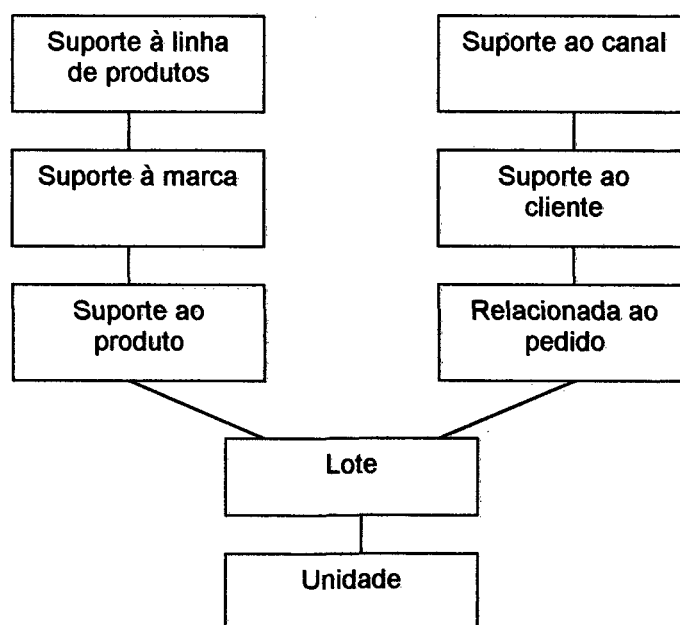 Suporte à linha
de produtos
Suporte ao canal
Suporte à marca
Suporte ao
cliente
Suporte ao
produto
Relacionada ao
pedido
Lote
Unidade